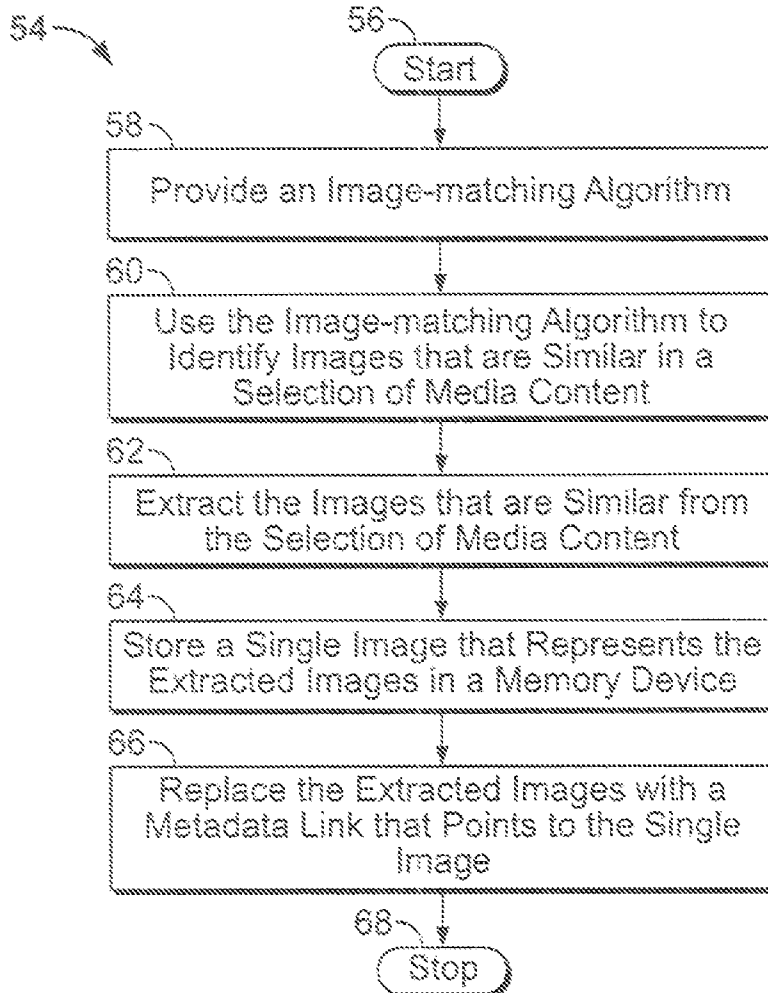 54
56
Start
58
Provide an Image-matching Algorithm
60
Use the Image-matching Algorithm to
Identify Images that are Similar in a
Selection of Media Content
62
Extract the Images that are Similar from
the Selection of Media Content
64
Store a Single Image that Represents the
Extracted Images in a Memory Device
66
Replace the Extracted Images with a
Metadata Link that Points to the Single
Image
68
Stop